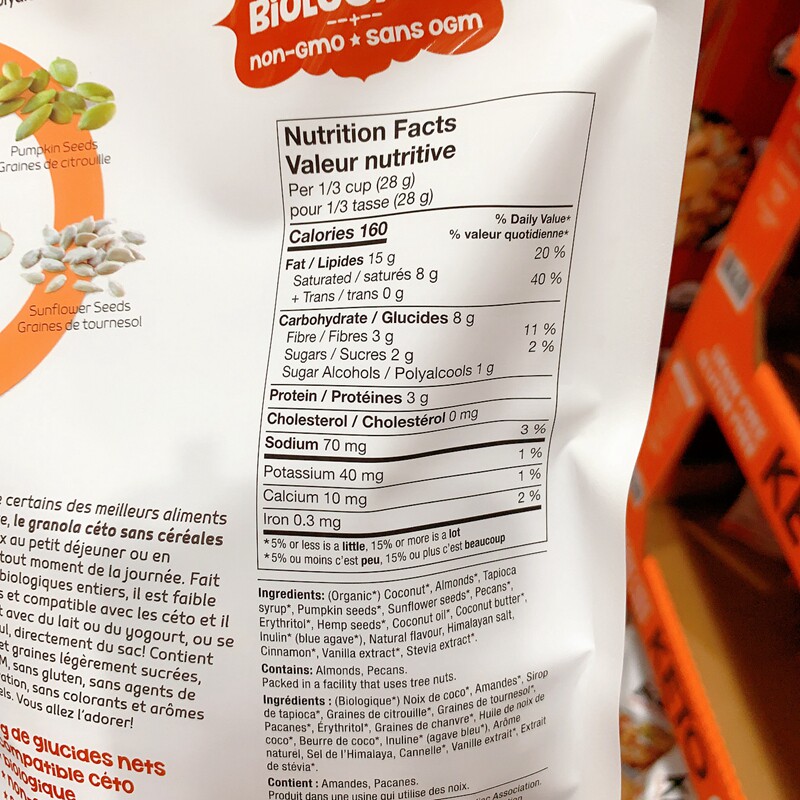 non-GMO ★ sans OGM
Pumpkin Seeds
Graines de citrouille
Sunflower Seeds
Graines de tournesol
Nutrition Facts
Valeur nutritive
Per 1/3 cup (28 g)
pour 1/3 tasse (28 g)
Calories 160
% Daily Value*
% valeur quotidienne*
Fat / Lipides 15 g 20 %
Saturated / saturés 8 g 40 %
+ Trans / trans 0 g
Carbohydrate / Glucides 8 g
Fibre / Fibres 3 g 11 %
Sugars / Sucres 2 g 2 %
Sugar Alcohols / Polyalcools 1 g
Protein / Protéines 3 g
Cholesterol / Cholestérol 0 mg
Sodium 70 mg 3 %
Potassium 40 mg 1 %
Calcium 10 mg 1 %
Iron 0.3 mg 2 %
*5% or less is a little, 15% or more is a lot
*5% ou moins c'est peu, 15% ou plus c'est beaucoup
Ingredients: (Organic*) Coconut*, Almonds*, Tapioca
syrup*, Pumpkin seeds*, Sunflower seeds*, Pecans*,
Erythritol*, Hemp seeds*, Coconut oil*, Coconut butter*,
Inulin* (blue agave*), Natural flavour, Himalayan salt,
Cinnamon*, Vanilla extract*, Stevia extract*.
Contains: Almonds, Pecans.
Packed in a facility that uses tree nuts.
Ingrédients : (Biologique*) Noix de coco*, Amandes*, Sirop
de tapioca*, Graines de citrouille*, Graines de tournesol*,
Pacanes*, Érythritol*, Graines de chanvre*, Huile de noix de
coco*, Beurre de coco*, Inuline* (agave bleu*), Arôme
naturel, Sel de l'Himalaya, Cannelle*, Vanille extrait*, Extrait
de stévia*.
Contient : Amandes, Pacanes.
Produit dans une usine qui utilise des noix.
Association.
certains des meilleurs aliments
le granola céto sans céréales
au petit déjeuner ou en
tout moment de la journée. Fait
biologiques entiers, il est faible
et compatible avec les céto et il
avec du lait ou du yogourt, ou se
directement du sac! Contient
et graines légèrement sucrées,
sans gluten, sans agents de
sans colorants et arômes
Vous allez l'adorer!
g de glucides nets
compatible céto
biologique
KETO